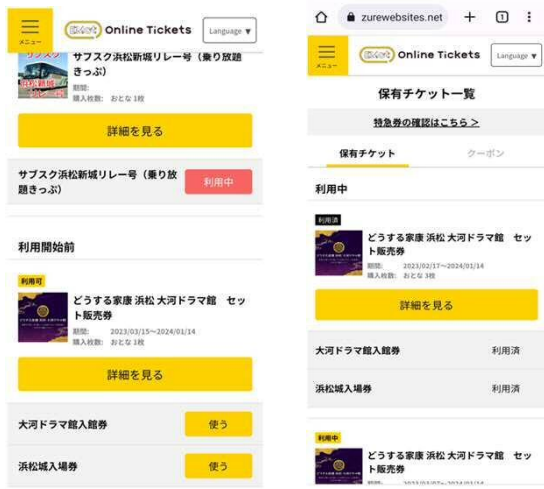 メニュー
EMot Online Tickets
Language ▼
サブスク浜松新城リレー号（乗り放題
きっぷ）
期間:
購入枚数: おとな 1枚
詳細を見る
サブスク浜松新城リレー号（乗り放
題きっぷ）
利用中
利用開始前
利用可
どうする家康 浜松 大河ドラマ館 セッ
ト販売券
期間: 2023/03/15～2024/01/14
購入枚数: おとな 1枚
詳細を見る
大河ドラマ館入館券
使う
浜松城入場券
使う
zurewebsites.net
1
メニュー
EMot Online Tickets
Language ▼
保有チケット一覧
特急券の確認はこちら >
保有チケット
クーポン
利用中
利用済
どうする家康 浜松 大河ドラマ館 セッ
ト販売券
期間: 2023/02/17～2024/01/14
購入枚数: おとな 3枚
詳細を見る
大河ドラマ館入館券
利用済
浜松城入場券
利用済
利用中
どうする家康 浜松 大河ドラマ館 セッ
ト販売券